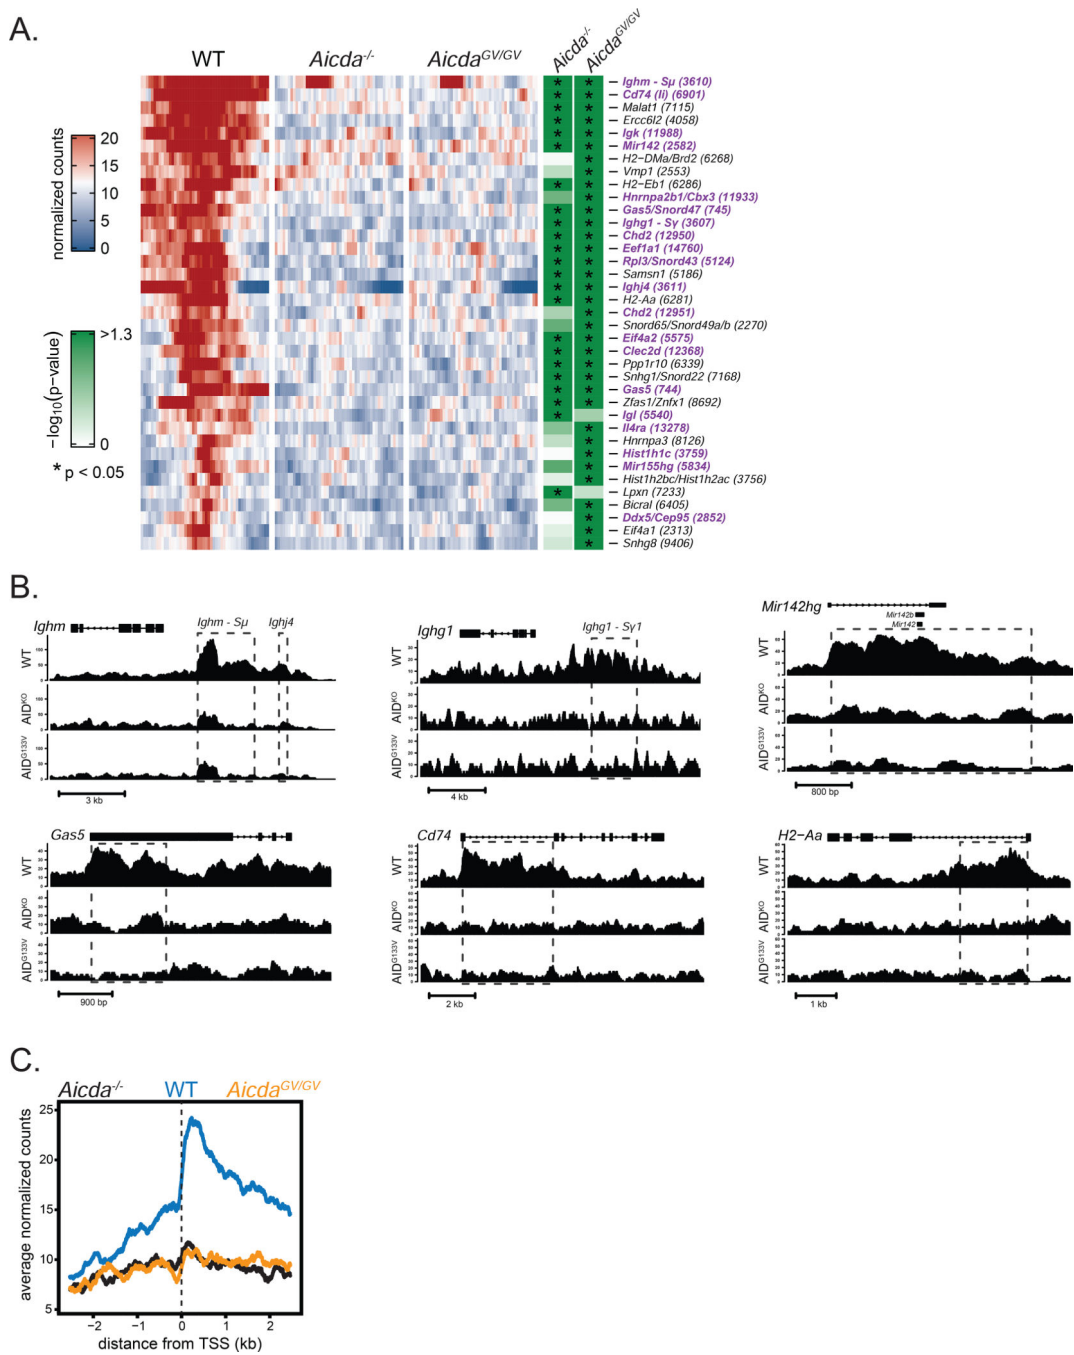 A.
WT
Aicda-/-
AicdaGV/GV
Aicda-/-
AicdaGV/GV
normalized counts
20
15
10
5
0
-log10(p-value)
>1.3
0
* p < 0.05
Ighm - Sμ (3610)
Cd74 (Ii) (6901)
Malat1 (7115)
Ercc6l2 (4058)
Igk (11988)
Mir142 (2582)
H2-DMa/Brd2 (6268)
Vmp1 (2553)
H2-Eb1 (6286)
Hnrnpa2b1/Cbx3 (11933)
Gas5/Snord47 (745)
Ighg1 - Sγ (3607)
Chd2 (12950)
Eef1a1 (14760)
Rpl3/Snord43 (5124)
Samsn1 (5186)
Ighj4 (3611)
H2-Aa (6281)
Chd2 (12951)
Snord65/Snord49a/b (2270)
Eif4a2 (5575)
Clec2d (12368)
Ppp1r10 (6339)
Snhg1/Snord22 (7168)
Gas5 (744)
Zfas1/Znfx1 (8692)
Igl (5540)
Il4ra (13278)
Hnrnpa3 (8126)
Hist1h1c (3759)
Mir155hg (5834)
Hist1h2bc/Hist1h2ac (3756)
Lpxn (7233)
Bicral (6405)
Ddx5/Cep95 (2852)
Eif4a1 (2313)
Snhg8 (9406)
B.
Ighm
Ighm - Sμ
Ighj4
WT
AIDKO
AIDG133V
3 kb
Ighg1
Ighg1 - Sγ1
WT
AIDKO
AIDG133V
4 kb
Mir142hg
Mir142b
Mir142
WT
AIDKO
AIDG133V
800 bp
Gas5
WT
AIDKO
AIDG133V
900 bp
Cd74
WT
AIDKO
AIDG133V
2 kb
H2-Aa
WT
AIDKO
AIDG133V
1 kb
C.
Aicda-/-
WT
AicdaGV/GV
average normalized counts
25
20
15
10
5
-2 -1 0 1 2
distance from TSS (kb)